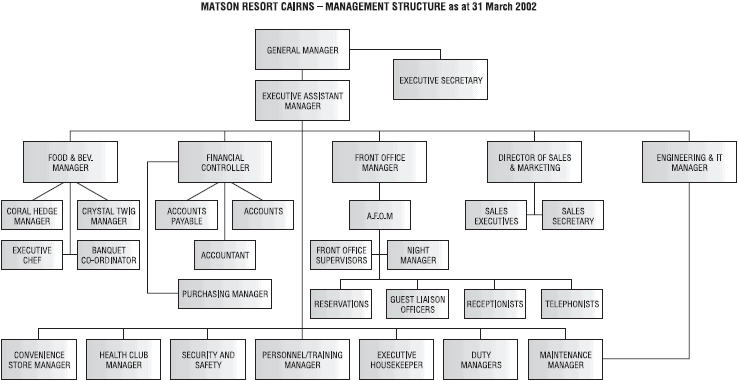 MATSON RESORT CAIRNS – MANAGEMENT STRUCTURE as at 31 March 2002
GENERAL MANAGER
EXECUTIVE SECRETARY
EXECUTIVE ASSISTANT
MANAGER
FOOD & BEV.
MANAGER
FINANCIAL
CONTROLLER
FRONT OFFICE
MANAGER
DIRECTOR OF SALES
& MARKETING
ENGINEERING & IT
MANAGER
CORAL HEDGE
MANAGER
CRYSTAL TWIG
MANAGER
ACCOUNTS
PAYABLE
ACCOUNTS
A.F.O.M
SALES
EXECUTIVES
SALES
SECRETARY
EXECUTIVE
CHEF
BANQUET
CO-ORDINATOR
ACCOUNTANT
FRONT OFFICE
SUPERVISORS
NIGHT
MANAGER
PURCHASING MANAGER
RESERVATIONS
GUEST LIAISON
OFFICERS
RECEPTIONISTS
TELEPHONISTS
CONVENIENCE
STORE MANAGER
HEALTH CLUB
MANAGER
SECURITY AND
SAFETY
PERSONNEL/TRAINING
MANAGER
EXECUTIVE
HOUSEKEEPER
DUTY
MANAGERS
MAINTENANCE
MANAGER